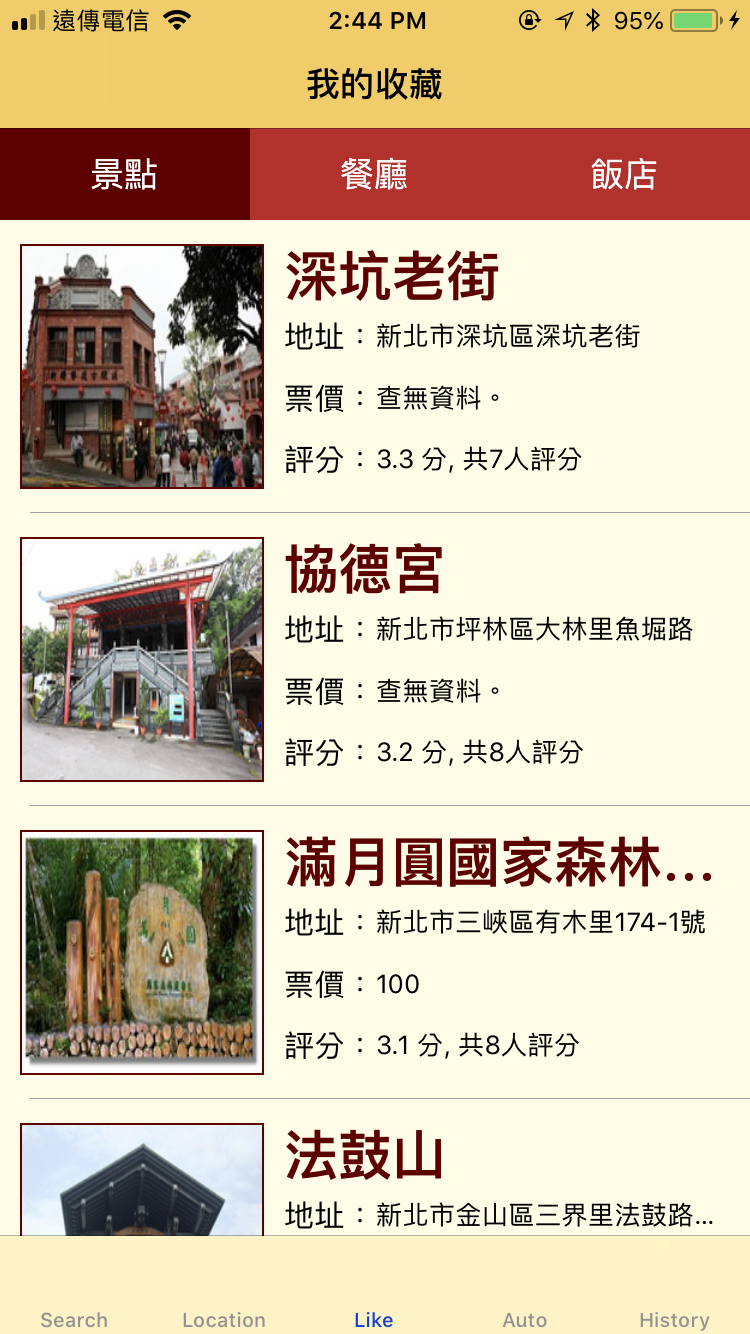 遠傳電信 2:44 PM 95%
我的收藏
景點 餐廳 飯店
深坑老街
地址：新北市深坑區深坑老街
票價：查無資料。
評分：3.3 分, 共7人評分
協德宮
地址：新北市坪林區大林里魚堀路
票價：查無資料。
評分：3.2 分, 共8人評分
滿月圓國家森林...
地址：新北市三峽區有木里174-1號
票價：100
評分：3.1 分, 共8人評分
法鼓山
地址：新北市金山區三界里法鼓路...
Search Location Like Auto History